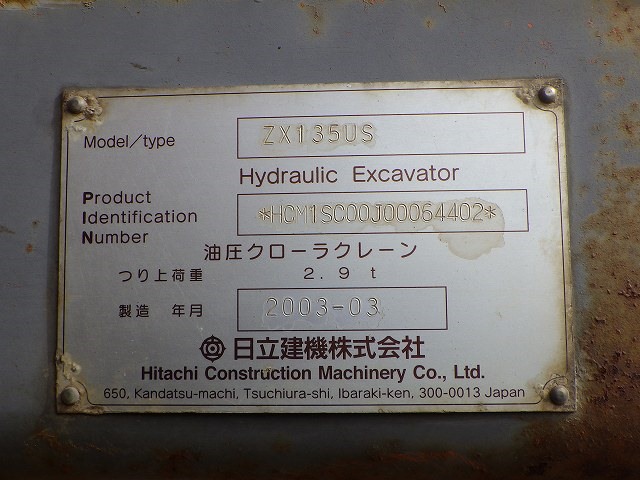 Model/type ZX135US
Hydraulic Excavator
Product
Identification *HCM1SC00J00064402*
Number
油圧クローラクレーン
つり上荷重 2.9 t
製造 年月 2003-03
日立建機株式会社
Hitachi Construction Machinery Co., Ltd.
650, Kandatsu-machi, Tsuchiura-shi, Ibaraki-ken, 300-0013 Japan